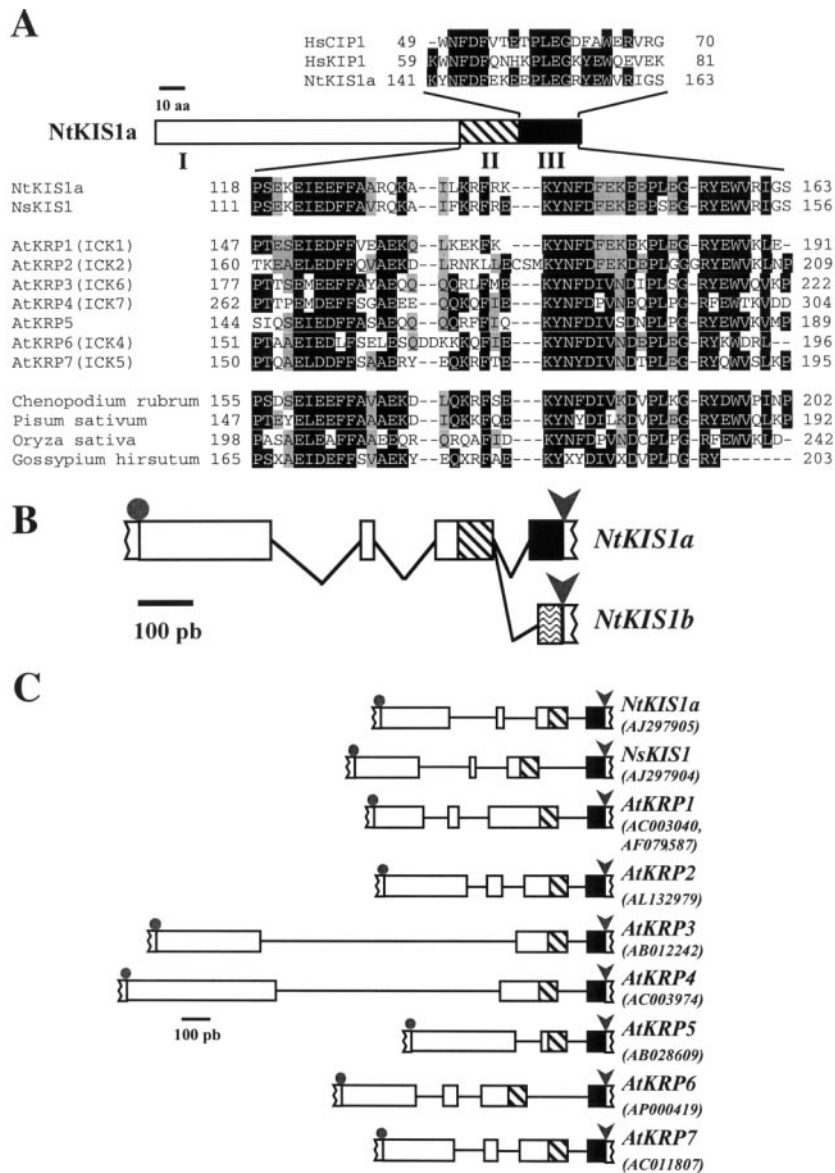 A
HsCIP1 49 -WNFDFVTETPLEGDFAWERVRG 70
HsKIP1 59 KWNFDFQNHKPLEGKYEWQEVEK 81
NtKIS1a 141 KYNFDFEKEEPLEGRYEWVRIGS 163
10 aa
NtKIS1a
I II III
NtKIS1a 118 PSEKEIEEFFAARQKA--ILKRFRK---KYNFDFEKEEPLEG-RYEWVRIGS 163
NsKIS1 111 PSEDEIEEFFAVRQKA--IFKRFRE---KYNFDFEKEEPSEG-RYEWVRIGS 156
AtKRP1(ICK1) 147 PTESEIEDFFVEAEKQ--LKEKFK ---KYNFDFEKEKPLEG-RYEWVKLE- 191
AtKRP2(ICK2) 160 TKEAELEDFFQVAEKD--LRNKLLECSMKYNFDFEKDEPLGGGRYEWVKLNP 209
AtKRP3(ICK6) 177 PTTSEMEEFFAYAEQQ--QQRLFME---KYNFDIVNDIPLSG-RYEWVQVKP 222
AtKRP4(ICK7) 262 PTTPEMDEFFSGAEEE--QQKQFIE---KYNFDPVNEQPLPG-RFEWTKVDD 304
AtKRP5 144 SIQSEIEDFFASAEQQ--QQRFFIQ---KYNFDIVSDNPLPG-RYEWVKVMP 189
AtKRP6(ICK4) 151 PTAAEIEDLFSELESQDDKKKQFIE---KYNFDIVNDEPLEG-RYKWDRL-- 196
AtKRP7(ICK5) 150 PTQAELDDFFSAAERY--EQKRFTE---KYNYDIVNDTPLEG-RYQWVSLKP 195
Chenopodium rubrum 155 PSDSEIEEFFAVAEKD--LQKRFSE---KYNFDIVKDVPLKG-RYDWVPINP 202
Pisum sativum 147 PTEYELEEFFAAAEKD--IQKKFQE---KYNYDILKDVPLEG-RYEWVQLKP 192
Oryza sativa 198 PASAELEAFFAAEEQR--QRQAFID---KYNFDPVNDCPLPG-RFEWVKLD- 242
Gossypium hirsutum 165 PSXAEIDEFFSVAEKY--EQXRFAE---KYXYDIVXDVPLDG-RY------- 203
B
NtKIS1a
100 pb
NtKIS1b
C
NtKIS1a
(AJ297905)
NsKIS1
(AJ297904)
AtKRP1
(AC003040,
AF079587)
AtKRP2
(AL132979)
AtKRP3
(AB012242)
AtKRP4
(AC003974)
100 pb
AtKRP5
(AB028609)
AtKRP6
(AP000419)
AtKRP7
(AC011807)